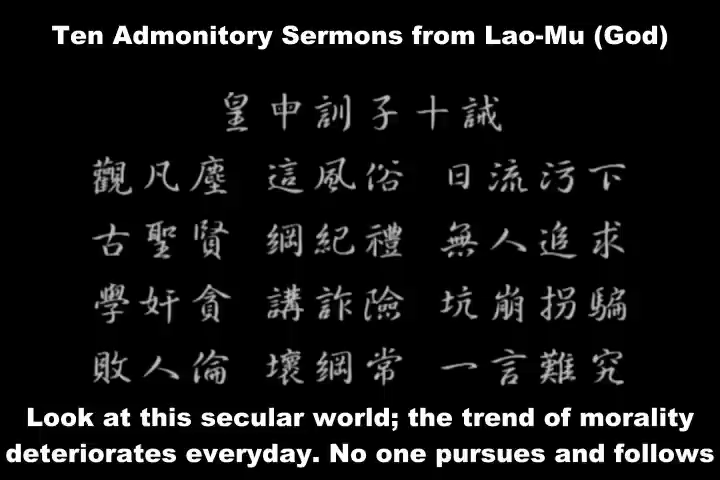 Ten Admonitory Sermons from Lao-Mu (God)
皇申訓子十誡
觀凡塵 這風俗 日流污下
古聖賢 綱紀禮 無人追求
學奸貪 講詐險 坑崩拐騙
敗人倫 壞綱常 一言難究
Look at this secular world; the trend of morality
deteriorates everyday. No one pursues and follows